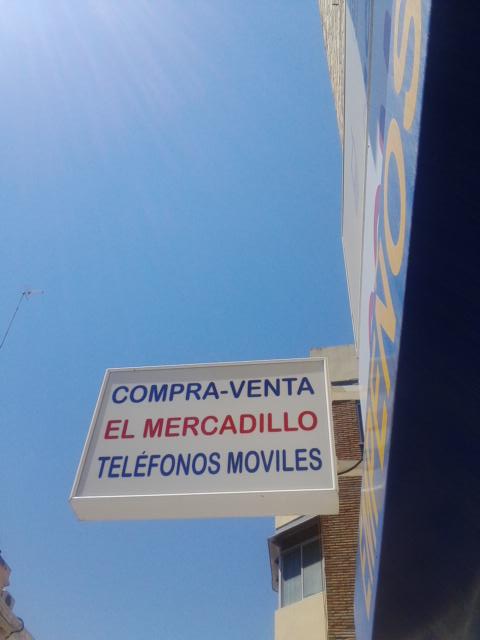 COMPRA-VENTA
EL MERCADILLO
TELÉFONOS MOVILES